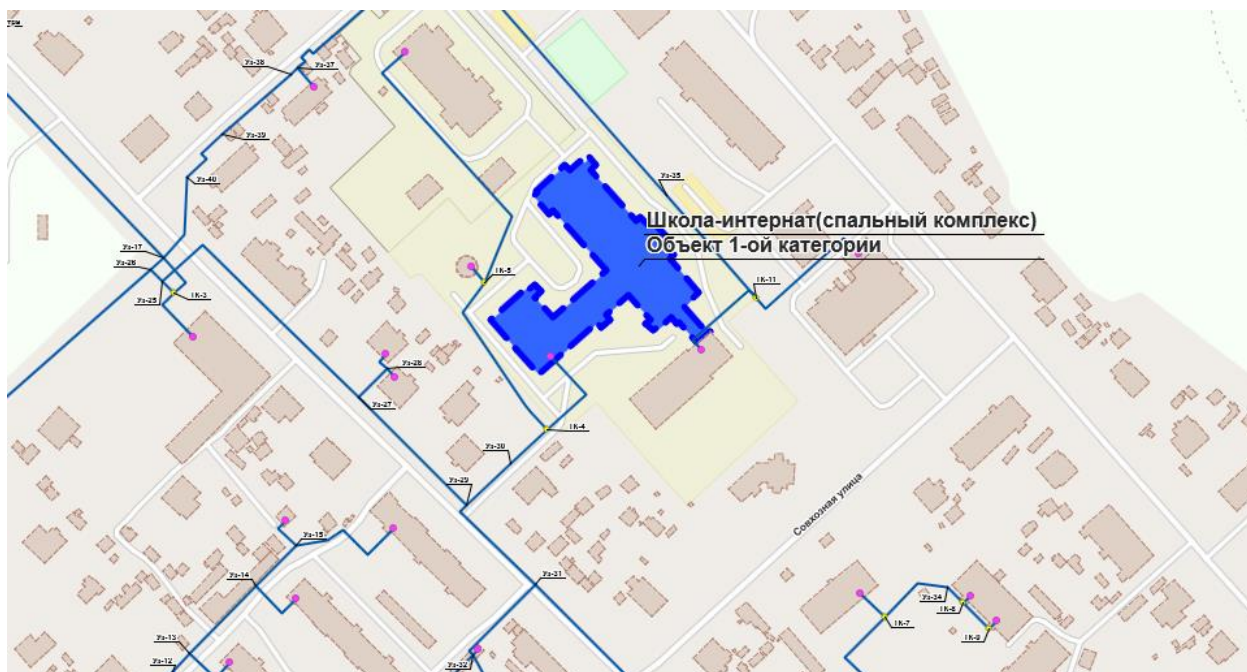 Уз-38
Уз-37
Уз-39
Уз-40
Уз-35
Школа-интернат(спальный комплекс)
Объект 1-ой категории
Уз-17
Уз-26
Уз-25
ТК-3
ТК-5
ТК-11
Уз-28
Уз-27
ТК-4
Уз-30
Уз-29
Совхозная улица
Уз-15
Уз-14
Уз-31
Уз-34
ТК-8
ТК-7
ТК-9
Уз-13
Уз-12
Уз-32